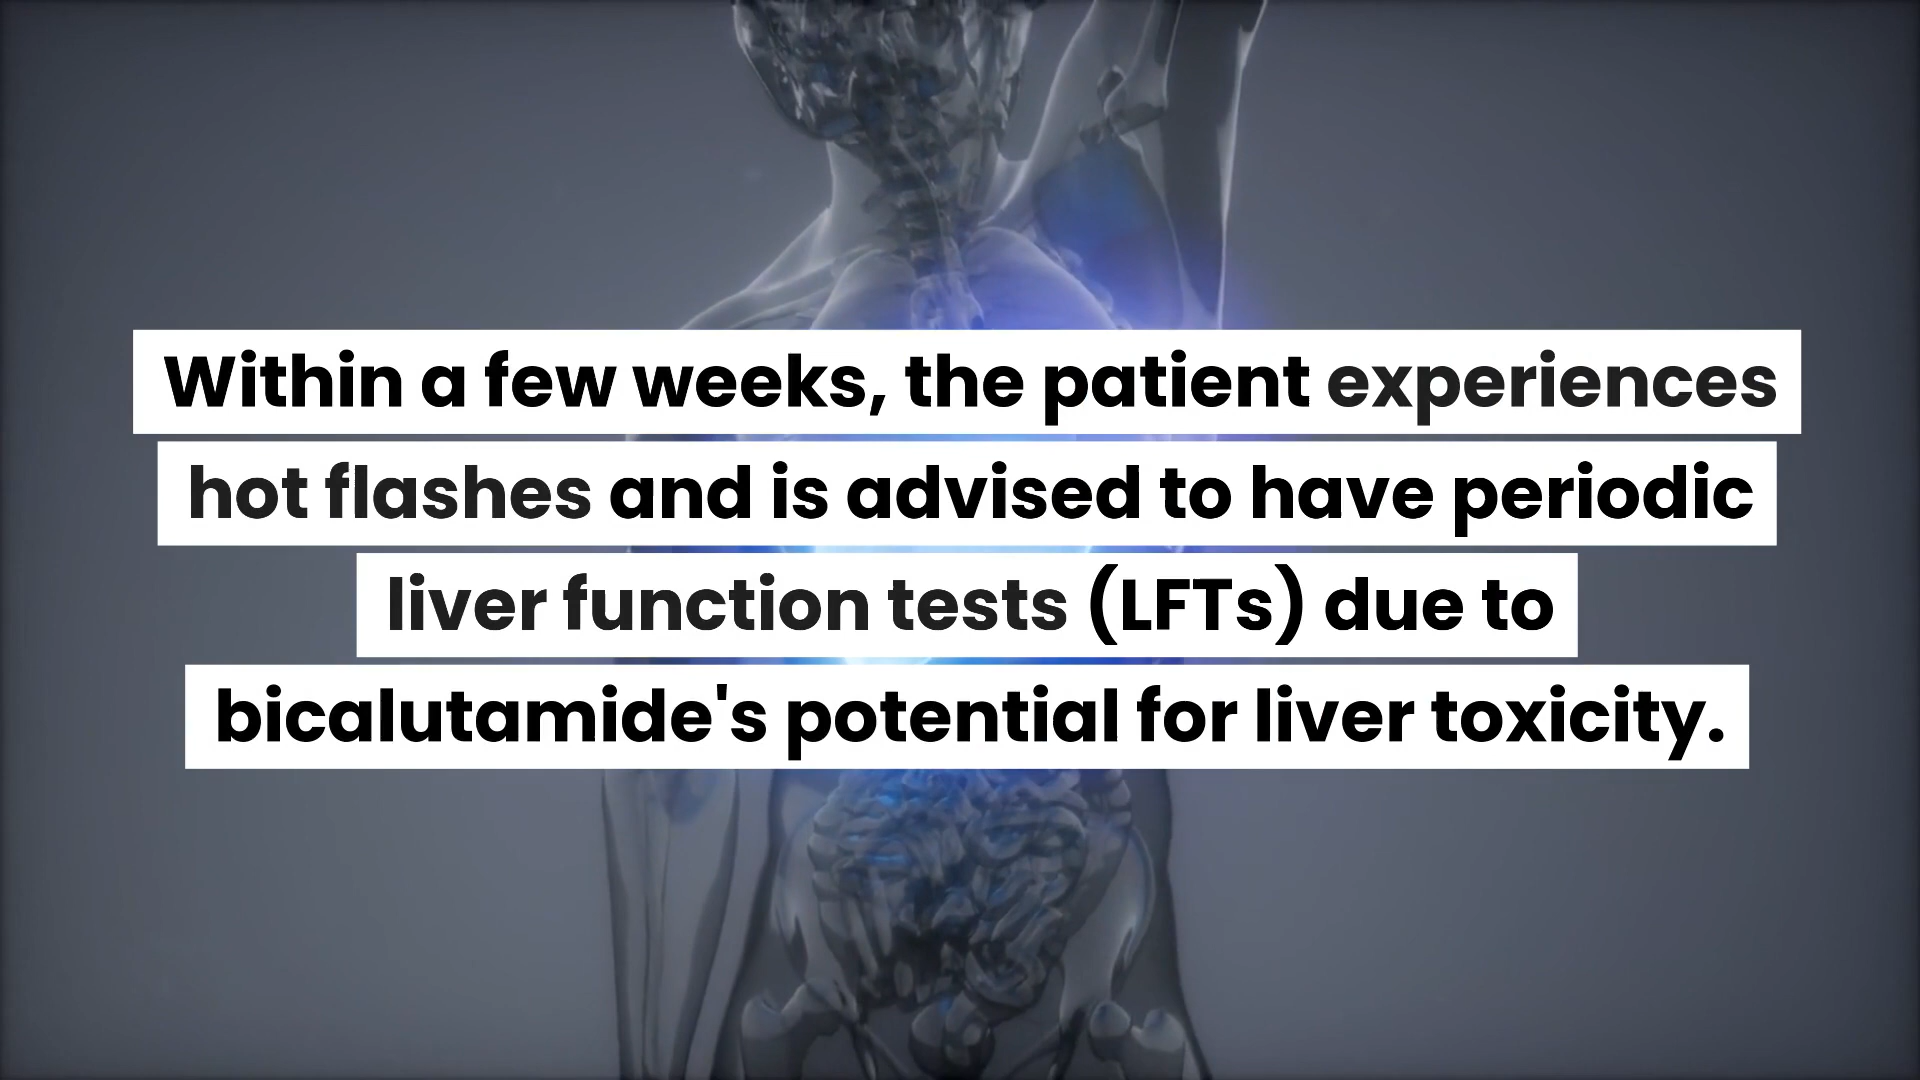 Within a few weeks, the patient experiences
hot flashes and is advised to have periodic
liver function tests (LFTs) due to
bicalutamide's potential for liver toxicity.